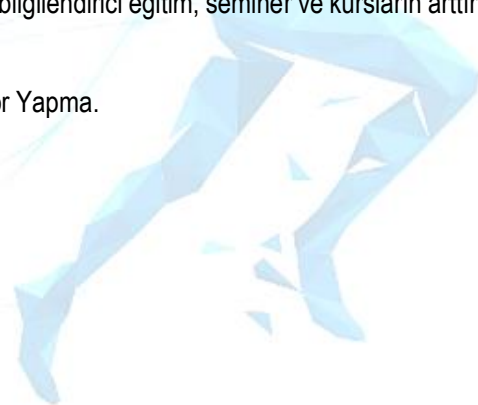 bilgilendirici eğitim, seminer ve kursların arttır
or Yapma.